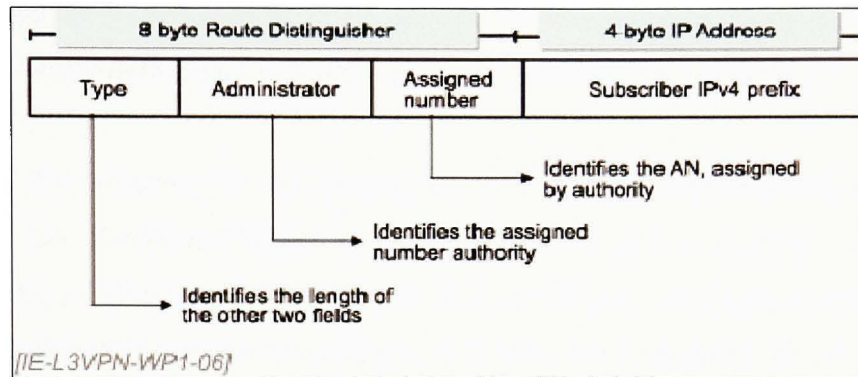 8 byte Route Distinguisher
4 byte IP Address
Type
Administrator
Assigned
number
Subscriber IPv4 prefix
Identifies the AN, assigned
by authority
Identifies the assigned
number authority
Identifies the length of
the other two fields
[IE-L3VPN-WP1-06]